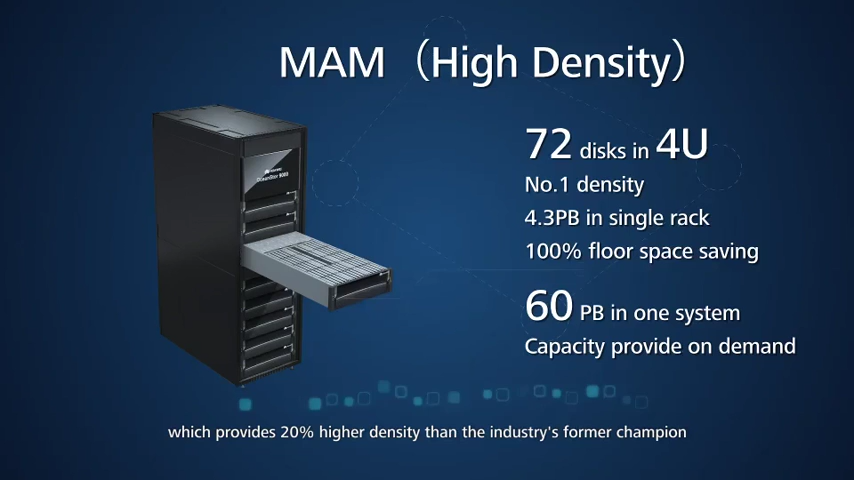 MAM（High Density）
72 disks in 4U
No.1 density
4.3PB in single rack
100% floor space saving
60 PB in one system
Capacity provide on demand
OceanStor 9000
which provides 20% higher density than the industry's former champion